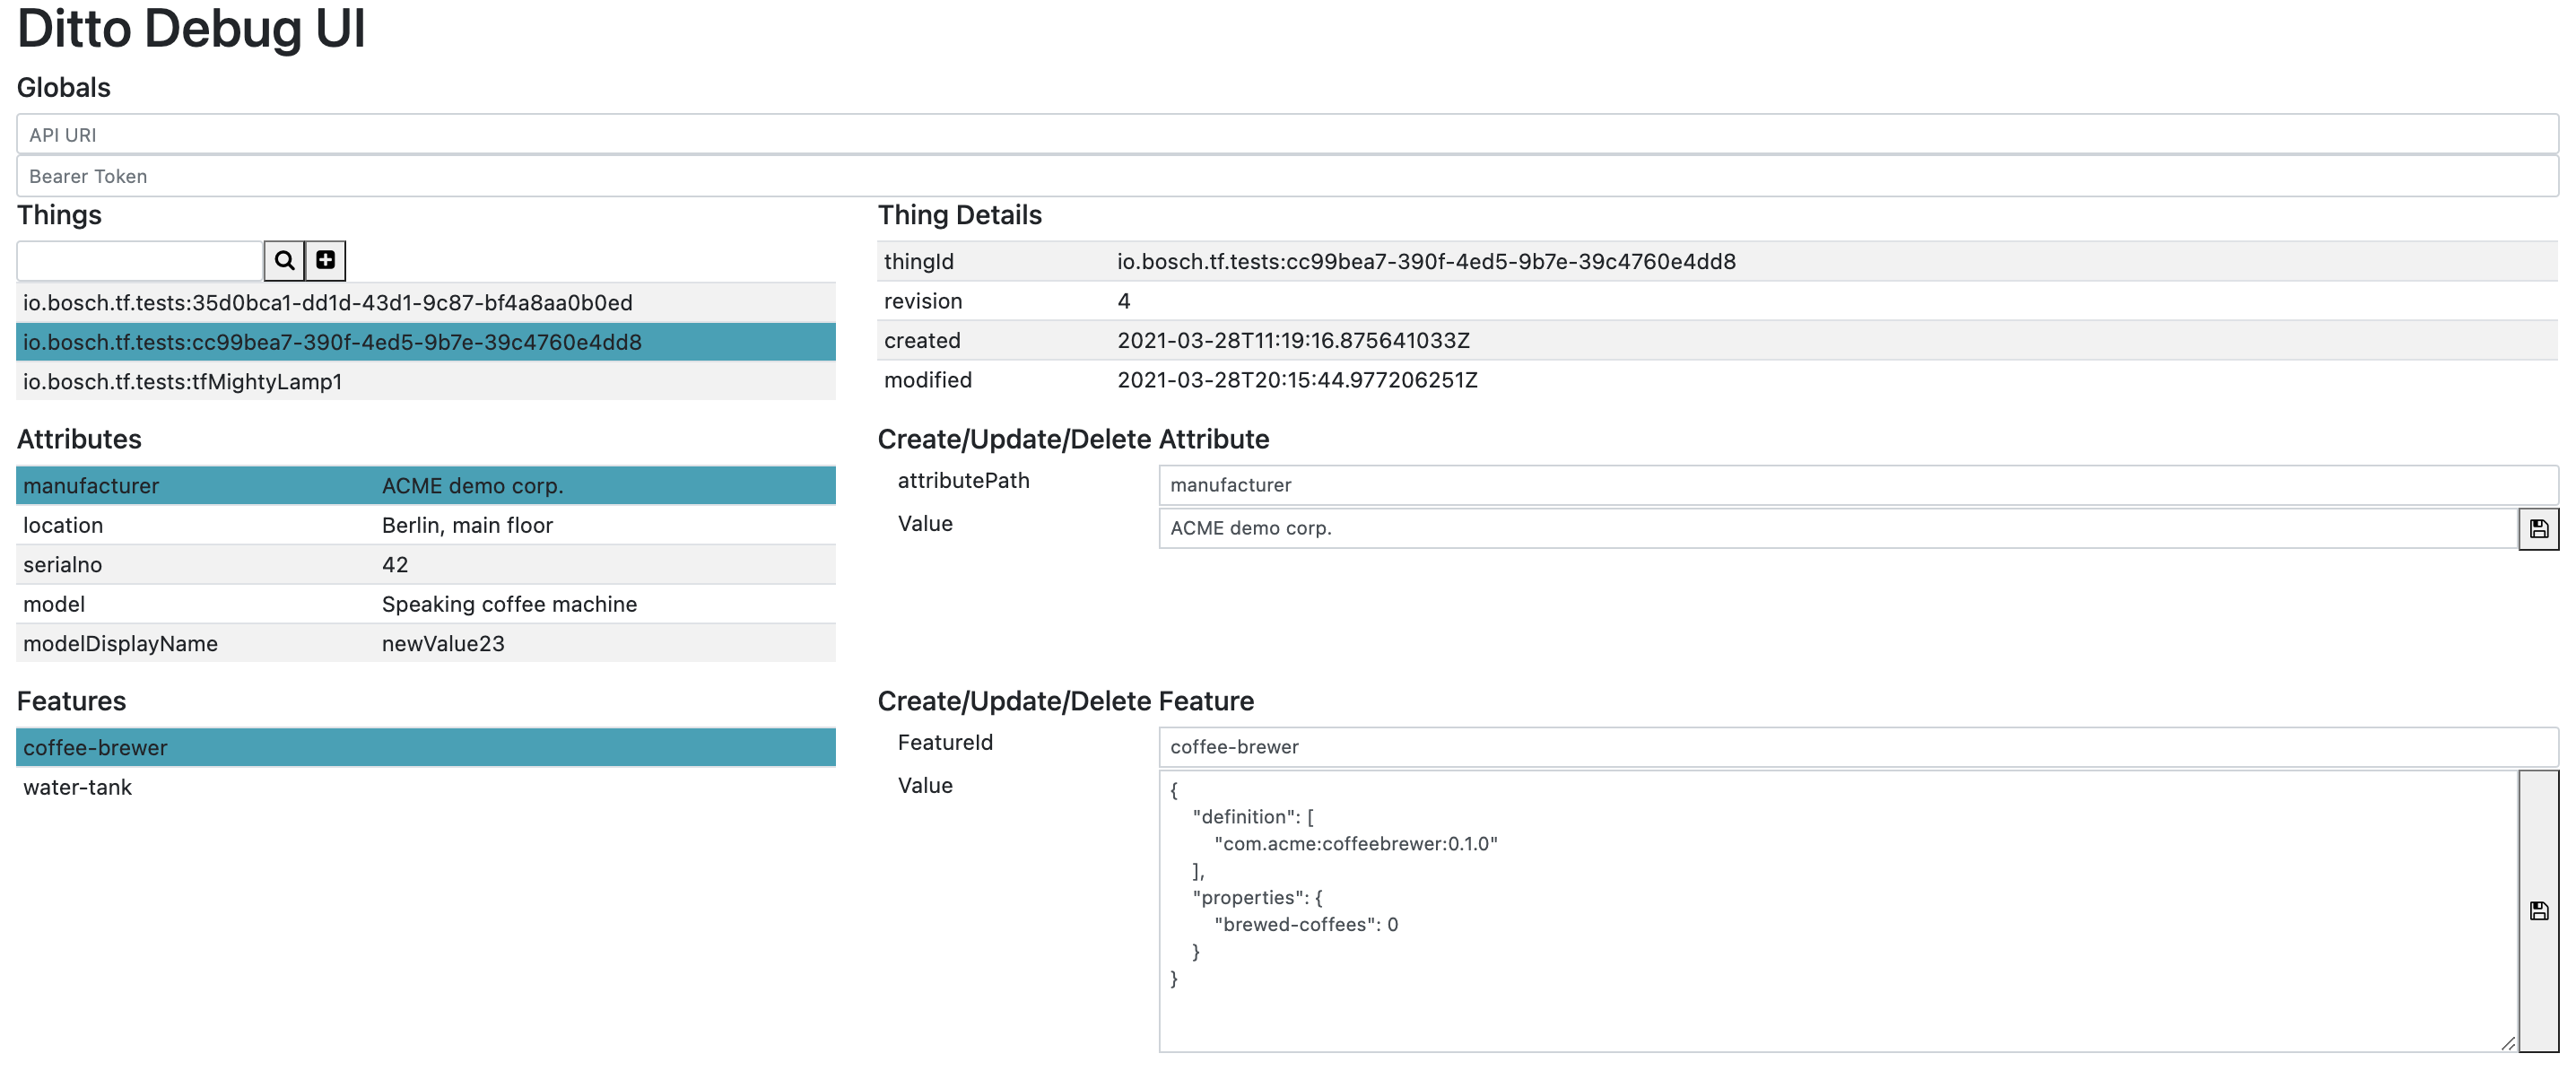 Ditto Debug UI
Globals
API URI
Bearer Token
Things
io.bosch.tf.tests:35d0bca1-dd1d-43d1-9c87-bf4a8aa0b0ed
io.bosch.tf.tests:cc99bea7-390f-4ed5-9b7e-39c4760e4dd8
io.bosch.tf.tests:tfMightyLamp1
Thing Details
thingId io.bosch.tf.tests:cc99bea7-390f-4ed5-9b7e-39c4760e4dd8
revision 4
created 2021-03-28T11:19:16.875641033Z
modified 2021-03-28T20:15:44.977206251Z
Attributes
manufacturer ACME demo corp.
location Berlin, main floor
serialno 42
model Speaking coffee machine
modelDisplayName newValue23
Create/Update/Delete Attribute
attributePath manufacturer
Value ACME demo corp.
Features
coffee-brewer
water-tank
Create/Update/Delete Feature
FeatureId coffee-brewer
Value {
"definition": [
"com.acme:coffeebrewer:0.1.0"
],
"properties": {
"brewed-coffees": 0
}
}